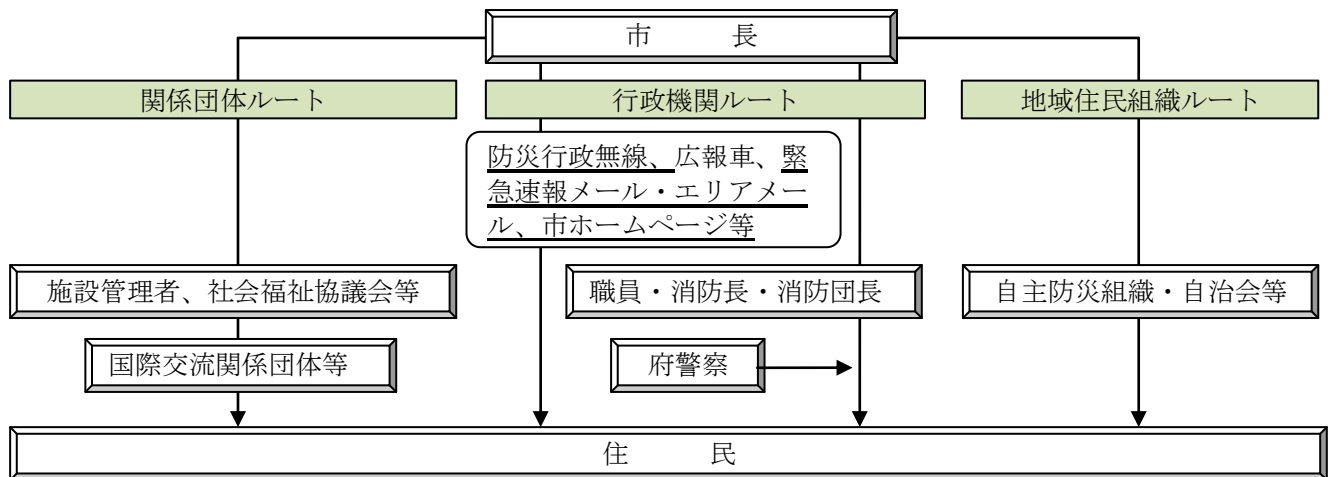 市　　　長
関係団体ルート
行政機関ルート
地域住民組織ルート
防災行政無線、広報車、緊
急速報メール・エリアメー
ル、市ホームページ等
施設管理者、社会福祉協議会等
職員・消防長・消防団長
自主防災組織・自治会等
国際交流関係団体等
府警察
住　　　民